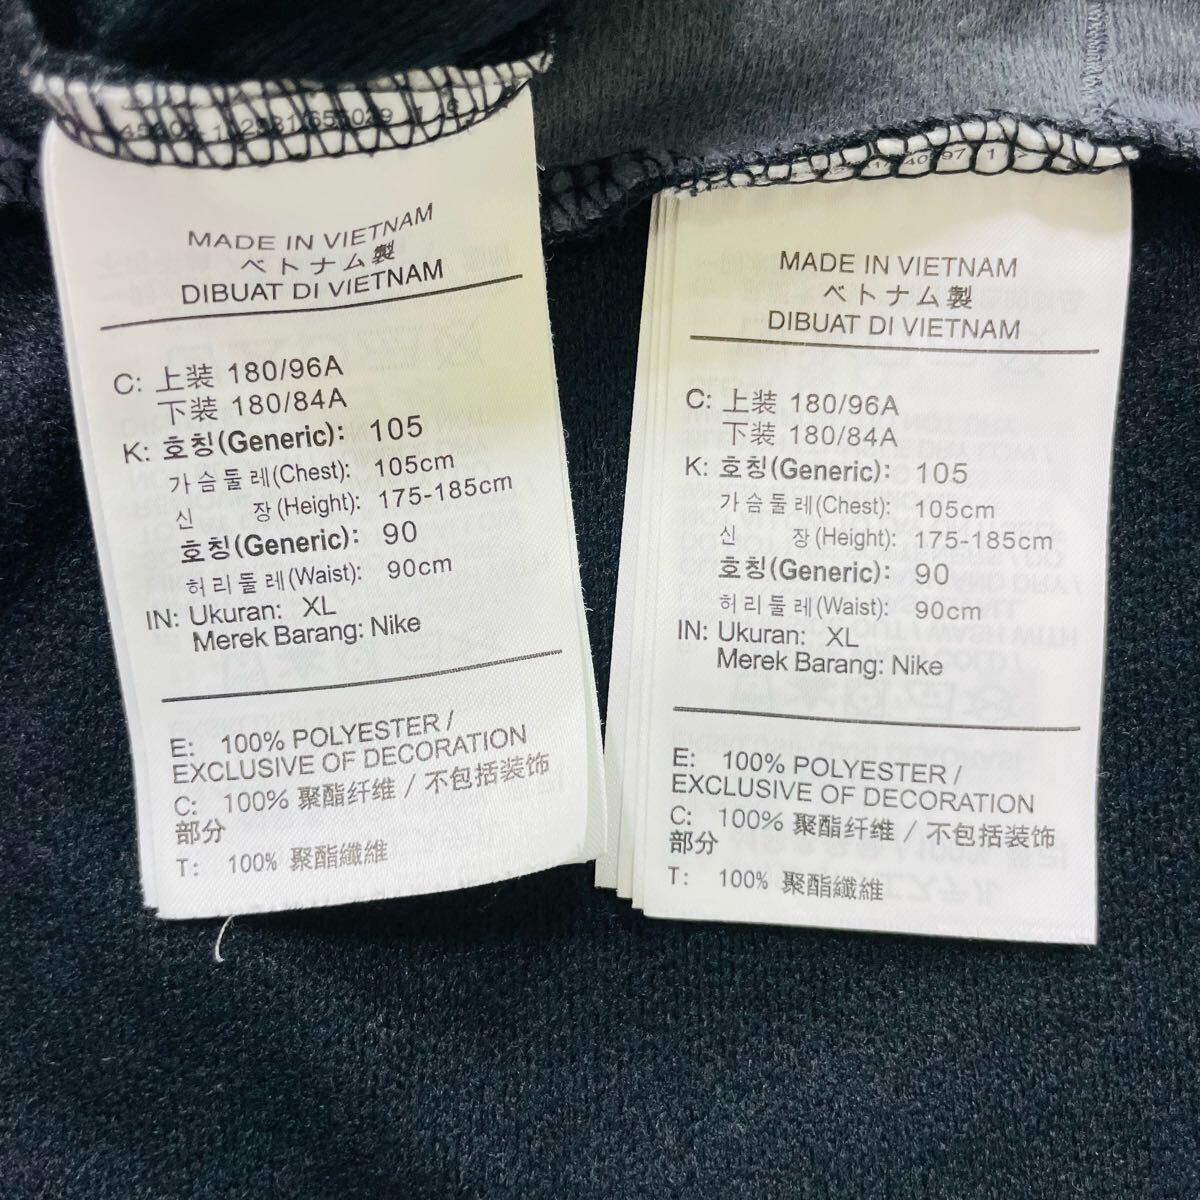 MADE IN VIETNAM
ベトナム製
DIBUAT DI VIETNAM
C: 上装 180/96A
下装 180/84A
K: 호칭(Generic): 105
가슴둘레(Chest): 105cm
신 장(Height): 175-185cm
호칭(Generic): 90
허리둘레(Waist): 90cm
IN: Ukuran: XL
Merek Barang: Nike
E: 100% POLYESTER /
EXCLUSIVE OF DECORATION
C: 100% 聚酯纤维 / 不包括装饰
部分
T: 100% 聚酯纖維
MADE IN VIETNAM
ベトナム製
DIBUAT DI VIETNAM
C: 上装 180/96A
下装 180/84A
K: 호칭(Generic): 105
가슴둘레(Chest): 105cm
신 장(Height): 175-185cm
호칭(Generic): 90
허리둘레(Waist): 90cm
IN: Ukuran: XL
Merek Barang: Nike
E: 100% POLYESTER /
EXCLUSIVE OF DECORATION
C: 100% 聚酯纤维 / 不包括装饰
部分
T: 100% 聚酯纖維